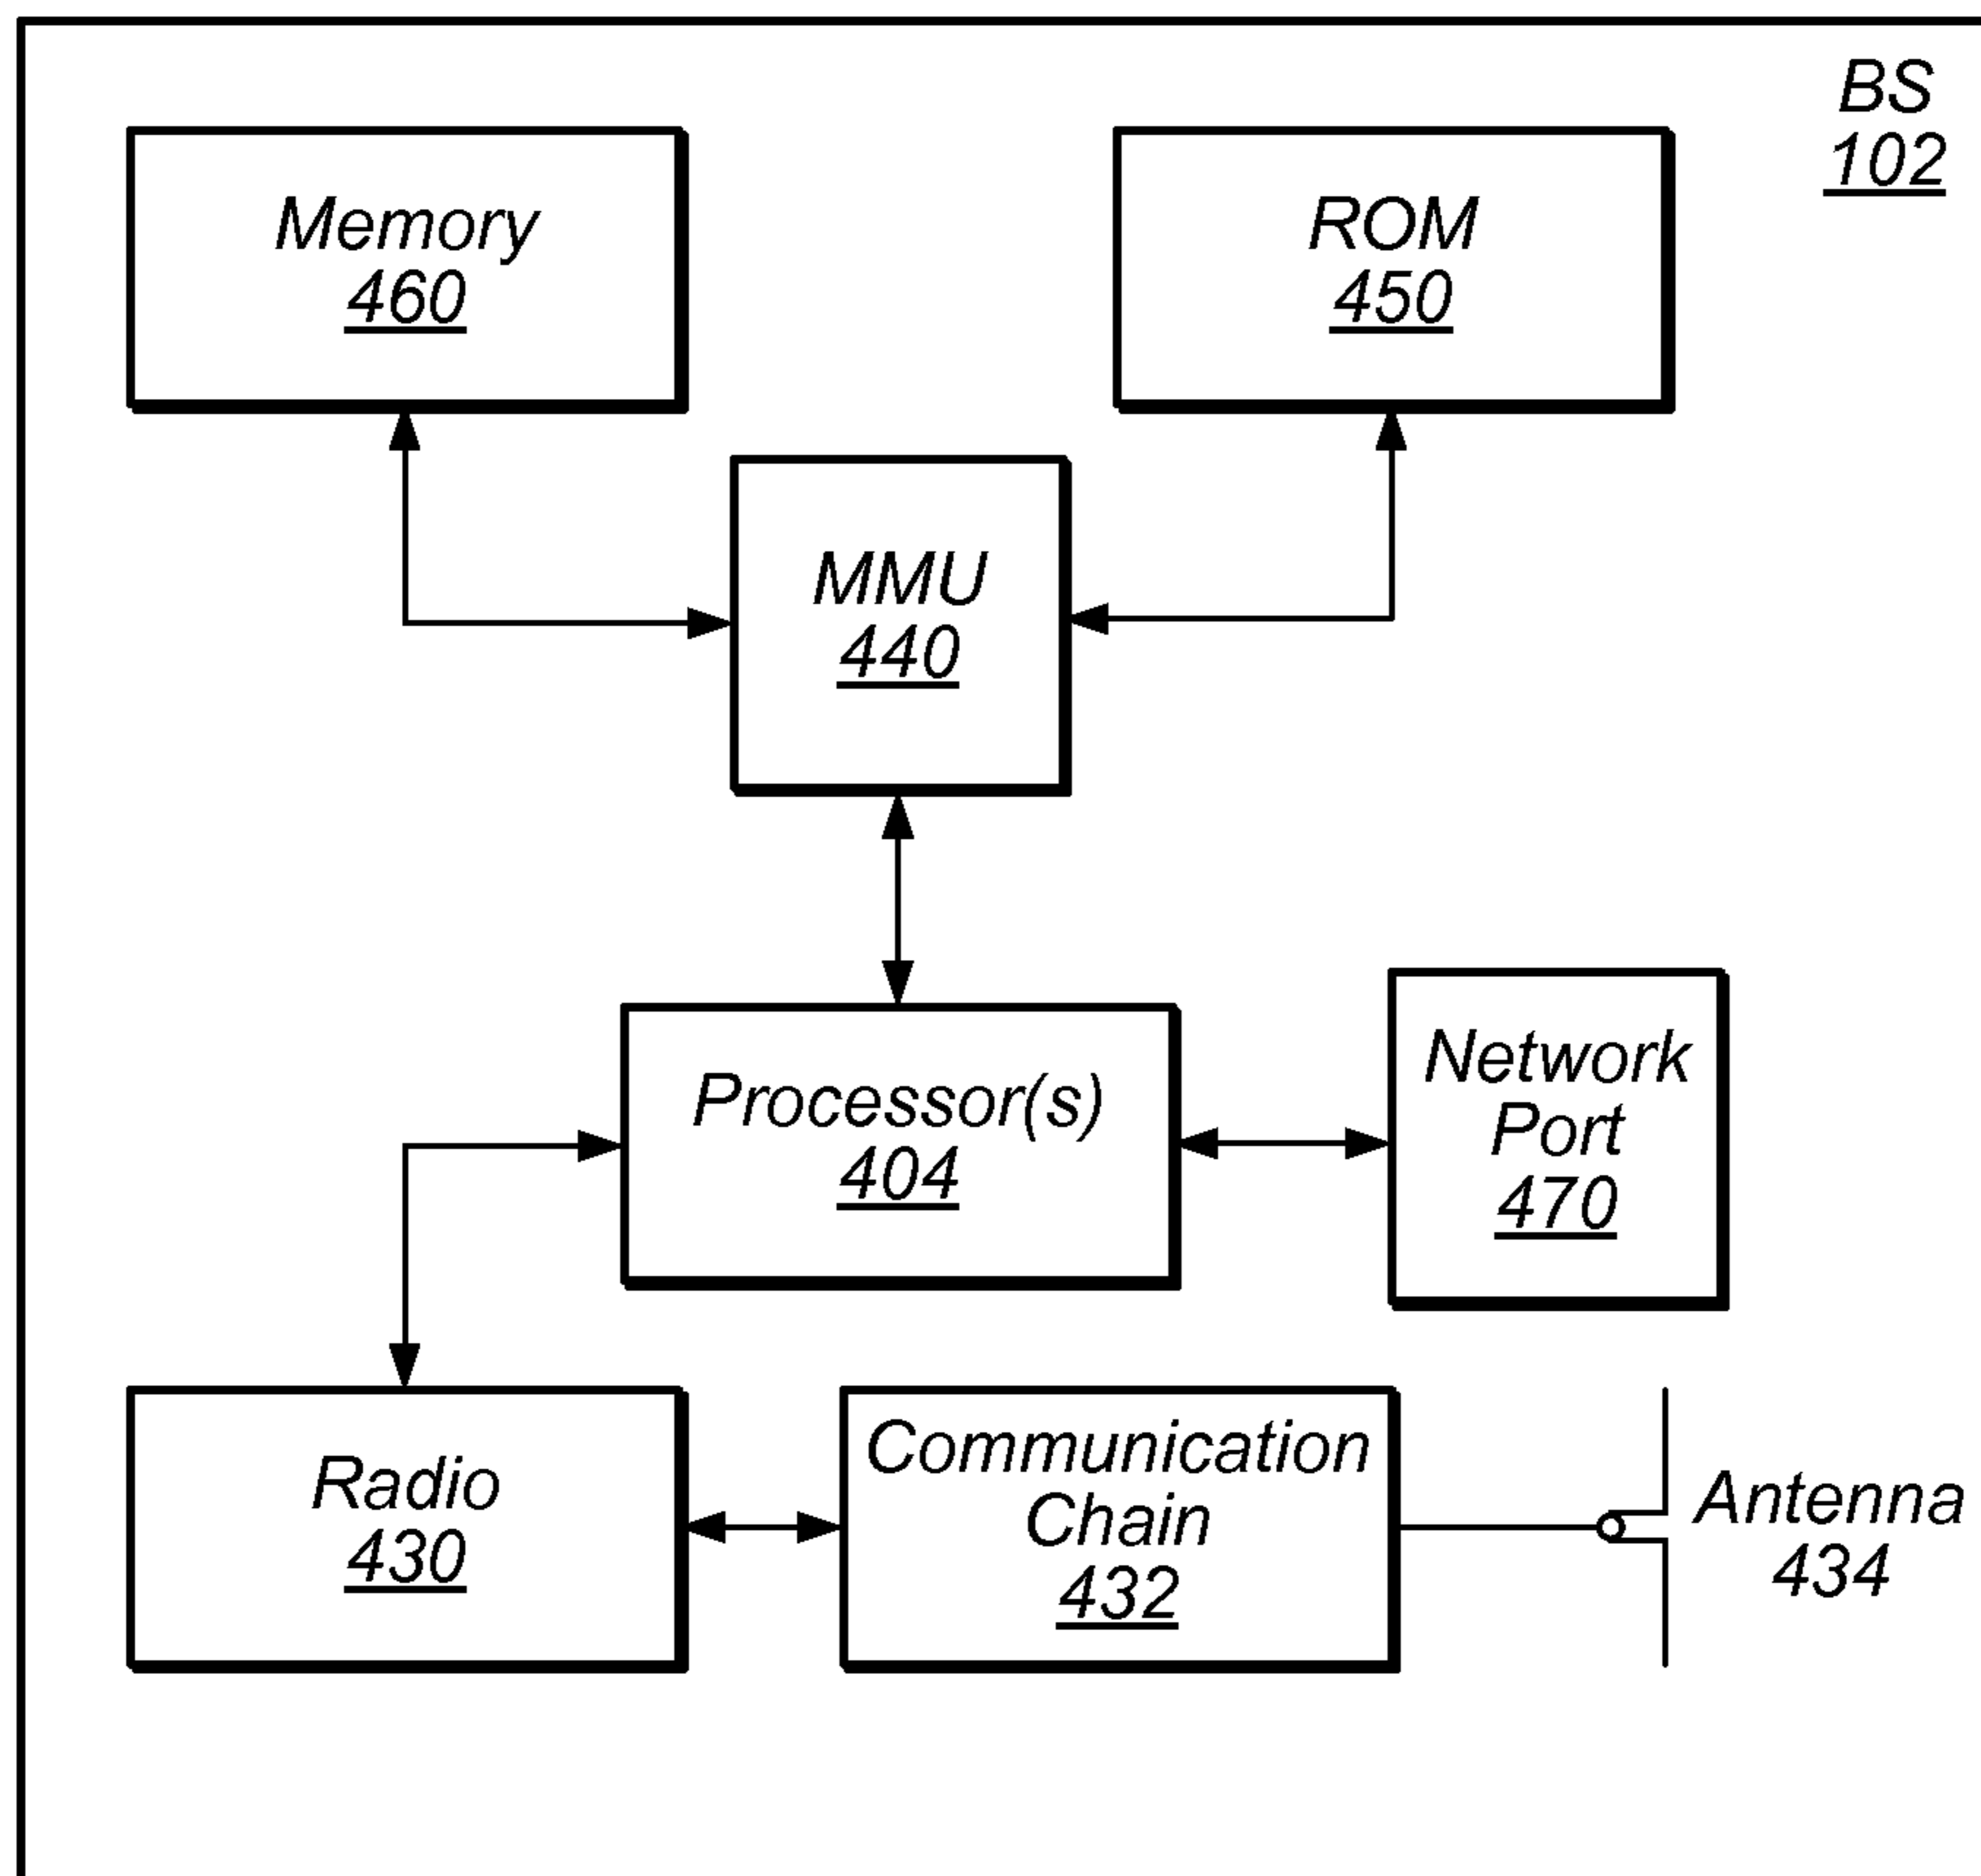 BS
102
Memory
460
ROM
450
MMU
440
Processor(s)
404
Network
Port
470
Radio
430
Communication
Chain
432
Antenna
434